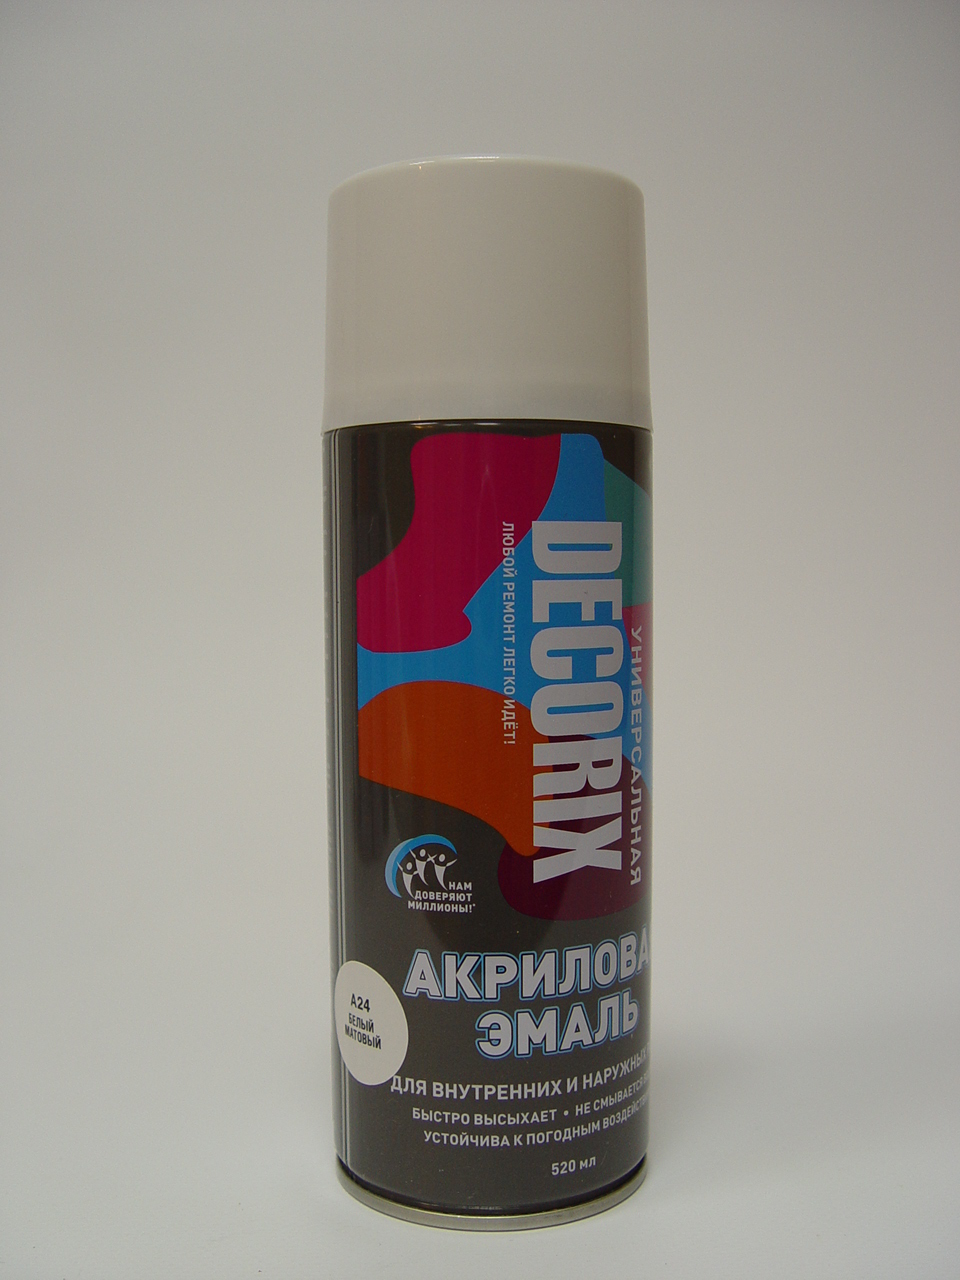 DECORIX
ЛЮБОЙ РЕМОНТ ЛЕГКО ИДЁТ!
УНИВЕРСАЛЬНАЯ
НАМ
ДОВЕРЯЮТ
МИЛЛИОНЫ!*
АКРИЛОВА
ЭМАЛЬ
А24
БЕЛЫЙ
МАТОВЫЙ
ДЛЯ ВНУТРЕННИХ И НАРУЖНЫХ
БЫСТРО ВЫСЫХАЕТ • НЕ СМЫВАЕТСЯ
УСТОЙЧИВА К ПОГОДНЫМ
520 мл